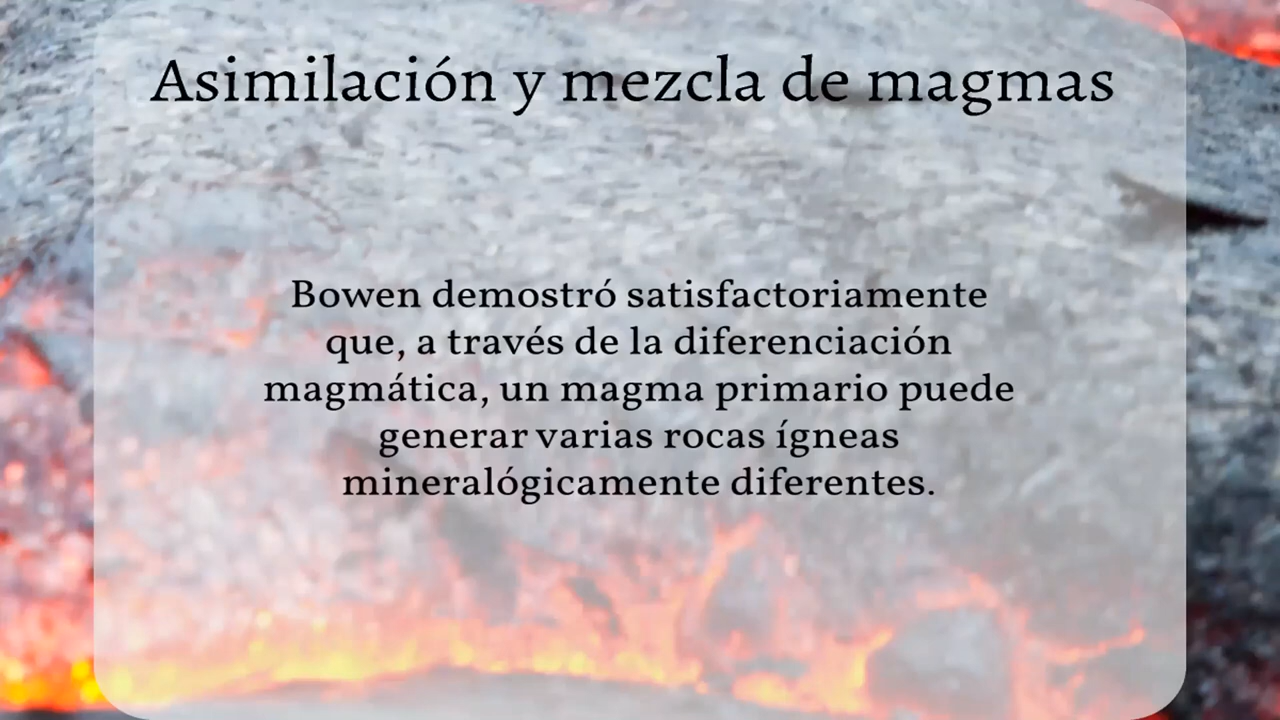 Asimilación y mezcla de magmas
Bowen demostró satisfactoriamente
que, a través de la diferenciación
magmática, un magma primario puede
generar varias rocas ígneas
mineralógicamente diferentes.